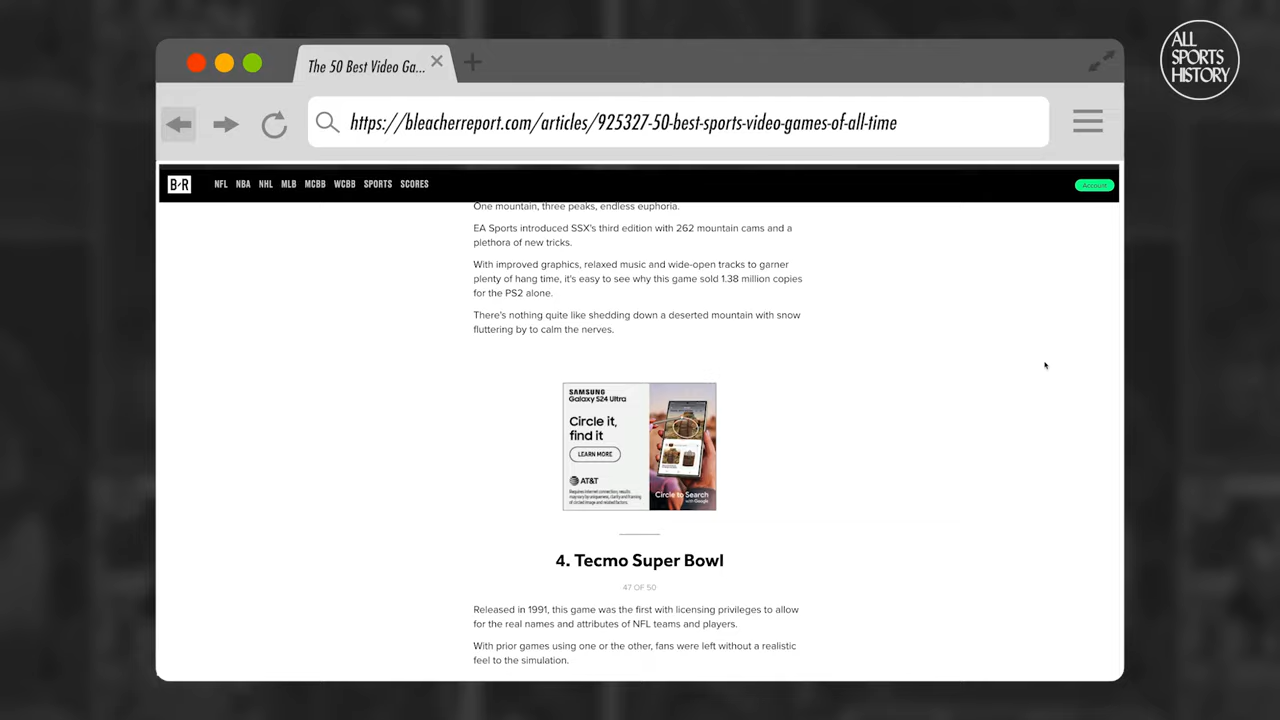 ALL
SPORTS
HISTORY
The 50 Best Video Ga...
https://bleacherreport.com/articles/925327-50-best-sports-video-games-of-all-time
B/R
NFL NBA NHL MLB MCBB WCBB SPORTS SCORES
Account
One mountain, three peaks, endless euphoria.
EA Sports introduced SSX's third edition with 262 mountain cams and a
plethora of new tricks.
With improved graphics, relaxed music and wide-open tracks to garner
plenty of hang time, it's easy to see why this game sold 1.38 million copies
for the PS2 alone.
There's nothing quite like shedding down a deserted mountain with snow
fluttering by to calm the nerves.
SAMSUNG
Galaxy S24 Ultra
Circle it,
find it
LEARN MORE
AT&T
Circle to Search
with Google
4. Tecmo Super Bowl
47 OF 50
Released in 1991, this game was the first with licensing privileges to allow
for the real names and attributes of NFL teams and players.
With prior games using one or the other, fans were left without a realistic
feel to the simulation.